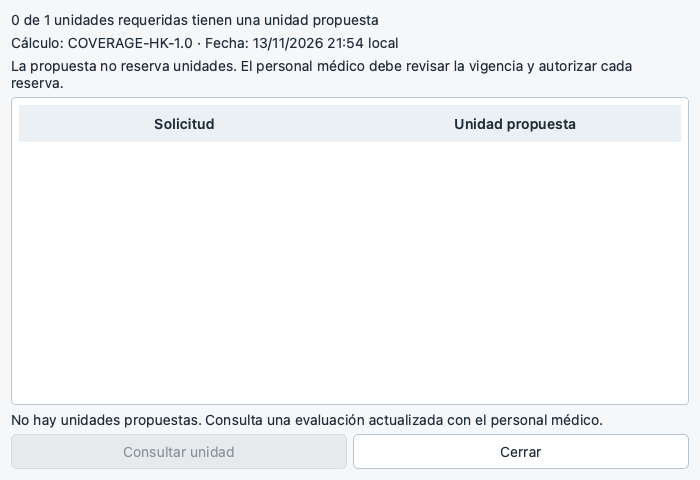 0 de 1 unidades requeridas tienen una unidad propuesta
Cálculo: COVERAGE-HK-1.0 · Fecha: 13/11/2026 21:54 local
La propuesta no reserva unidades. El personal médico debe revisar la vigencia y autorizar cada
reserva.
Solicitud
Unidad propuesta
No hay unidades propuestas. Consulta una evaluación actualizada con el personal médico.
Consultar unidad
Cerrar